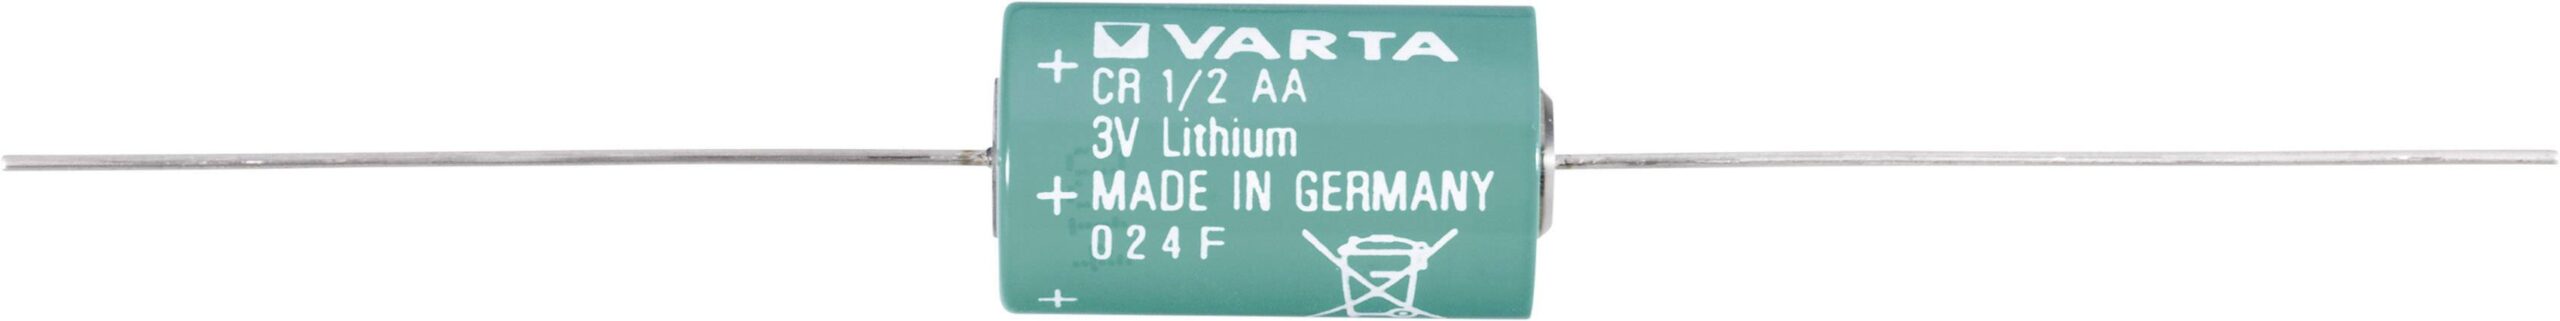 VARTA
+ CR 1/2 AA
3V Lithium
+ MADE IN GERMANY
024F
+